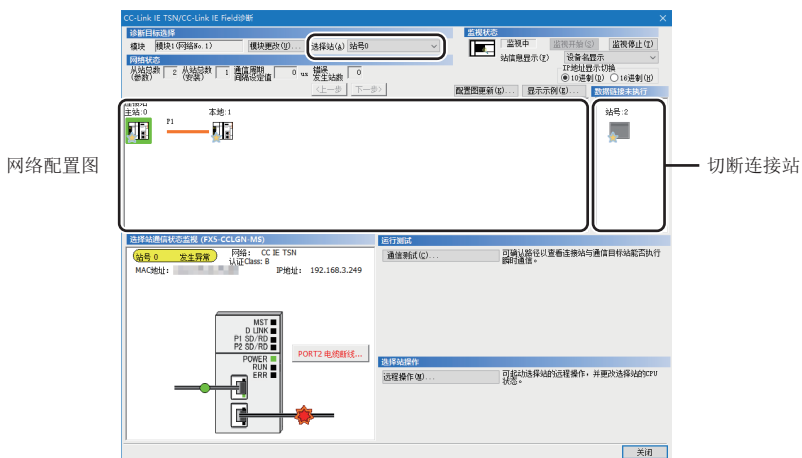 CC-Link IE TSN/CC-Link IE Field诊断
诊断目标选择
模块 模块1(网络No. 1) 模块更改(U)... 选择站(A) 站号0
网络状态
从站总数(参数) 2 从站总数(安装) 1 通信周期间隔设定值 0 us 错误发生站数 0
<上一步 下一步>
监视状态
监视中 监视开始(S) 监视停止(T)
站信息显示(F) 设备名显示
IP地址显示切换
10进制(D) 16进制(H)
配置图更新(K)... 显示示例(E)... 数据链接未执行
主站:0 本地:1
P1
站号:2
网络配置图
切断连接站
选择站通信状态监视 (FX5-CCLGN-MS)
站号 0 发生异常
网络: CC IE TSN
认证Class: B
MAC地址:
IP地址: 192.168.3.249
MST
D LINK
P1 SD/RD
P2 SD/RD
POWER
RUN
ERR
PORT2 电缆断线...
运行测试
通信测试(C)... 可确认路径以查看连接站与通信目标站能否执行
瞬时通信。
选择站操作
远程操作(M)... 可起动选择站的远程操作，并更改选择站的CPU
状态。
关闭